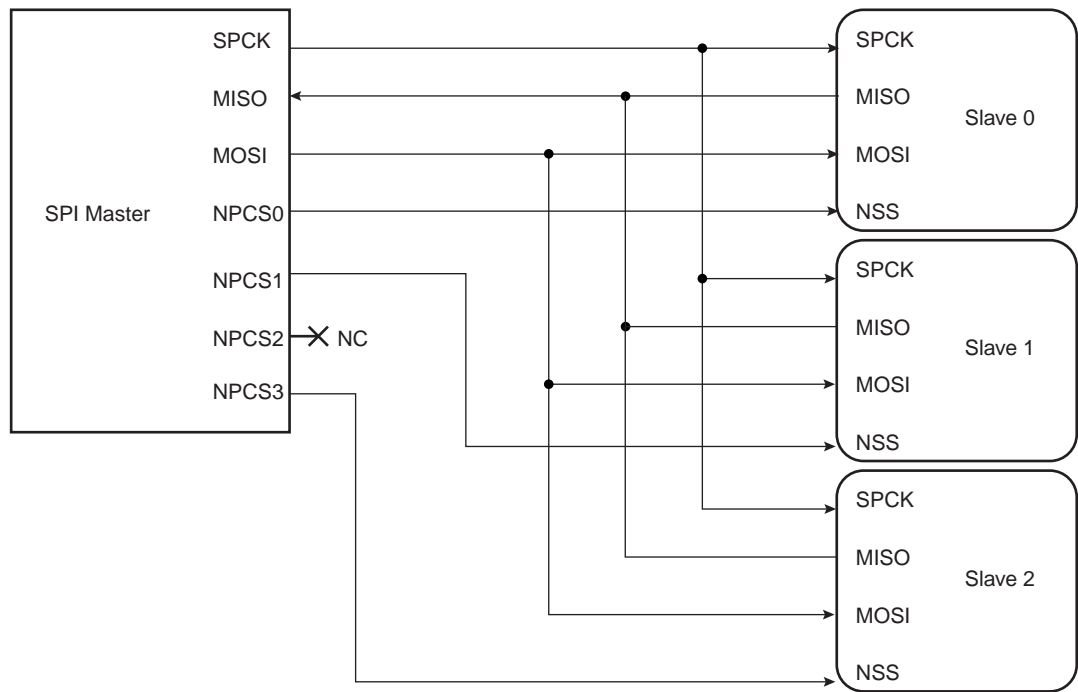 SPI Master
SPCK
MISO
MOSI
NPCS0
NPCS1
NPCS2
NC
NPCS3
SPCK
MISO
Slave 0
MOSI
NSS
SPCK
MISO
Slave 1
MOSI
NSS
SPCK
MISO
Slave 2
MOSI
NSS